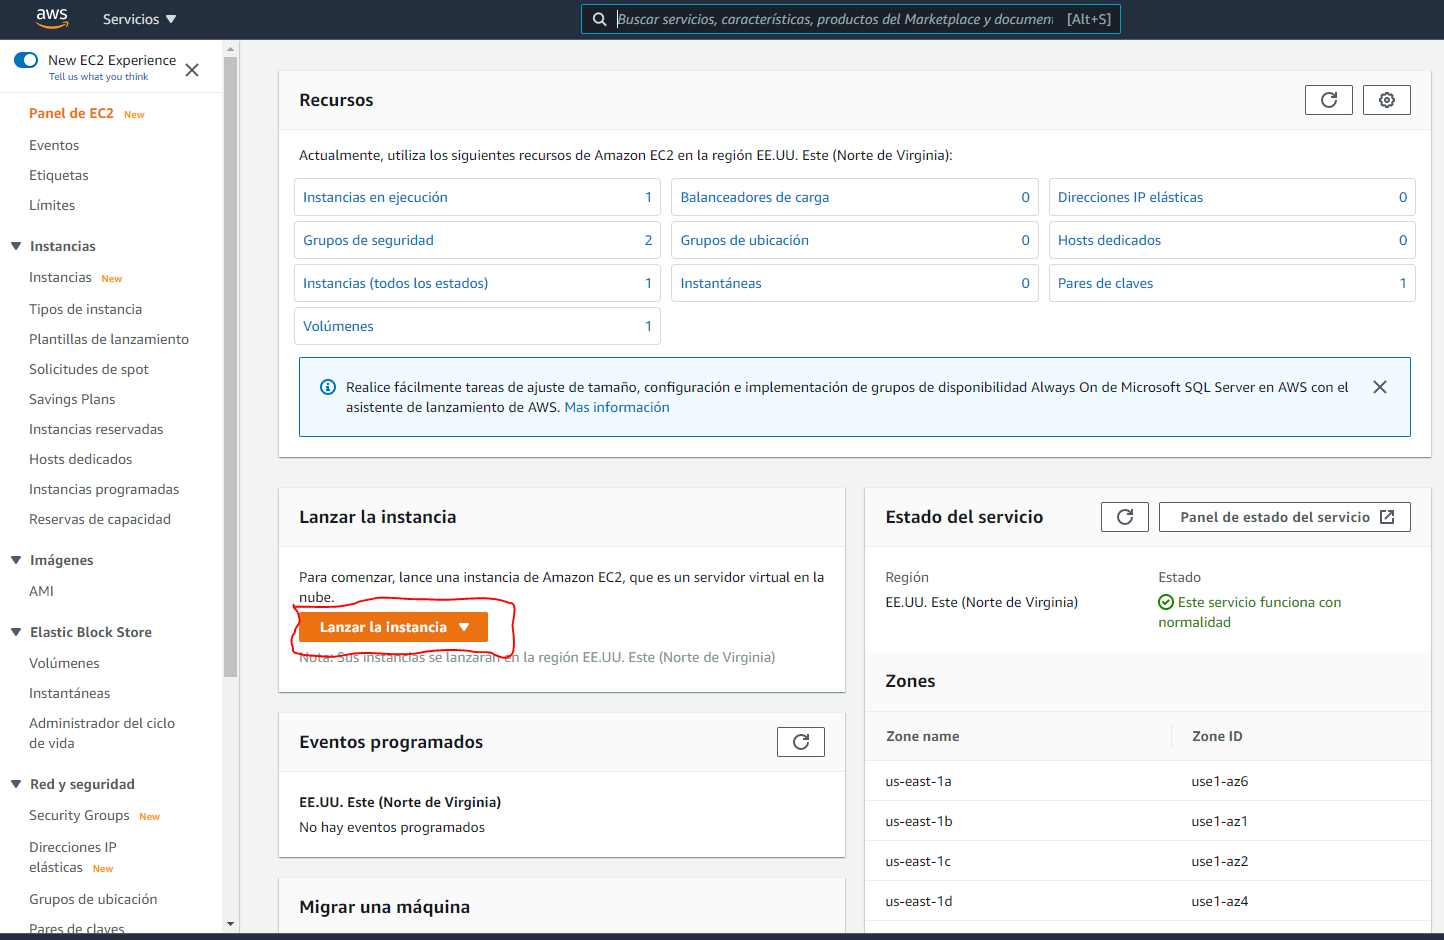 aws
Servicios
Buscar servicios, características, productos del Marketplace y documen
[Alt+S]
New EC2 Experience
Tell us what you think
Panel de EC2 New
Eventos
Etiquetas
Límites
Instancias
Instancias New
Tipos de instancia
Plantillas de lanzamiento
Solicitudes de spot
Savings Plans
Instancias reservadas
Hosts dedicados
Instancias programadas
Reservas de capacidad
Imágenes
AMI
Elastic Block Store
Volúmenes
Instantáneas
Administrador del ciclo
de vida
Red y seguridad
Security Groups New
Direcciones IP
elásticas New
Grupos de ubicación
Pares de claves
Recursos
Actualmente, utiliza los siguientes recursos de Amazon EC2 en la región EE.UU. Este (Norte de Virginia):
Instancias en ejecución 1
Balanceadores de carga 0
Direcciones IP elásticas 0
Grupos de seguridad 2
Grupos de ubicación 0
Hosts dedicados 0
Instancias (todos los estados) 1
Instantáneas 0
Pares de claves 1
Volúmenes 1
Realice fácilmente tareas de ajuste de tamaño, configuración e implementación de grupos de disponibilidad Always On de Microsoft SQL Server en AWS con el
asistente de lanzamiento de AWS. Mas información
Lanzar la instancia
Para comenzar, lance una instancia de Amazon EC2, que es un servidor virtual en la
nube.
Lanzar la instancia
Nota: Sus instancias se lanzarán en la región EE.UU. Este (Norte de Virginia)
Eventos programados
EE.UU. Este (Norte de Virginia)
No hay eventos programados
Migrar una máquina
Estado del servicio
Panel de estado del servicio
Región
EE.UU. Este (Norte de Virginia)
Estado
Este servicio funciona con
normalidad
Zones
Zone name Zone ID
us-east-1a use1-az6
us-east-1b use1-az1
us-east-1c use1-az2
us-east-1d use1-az4